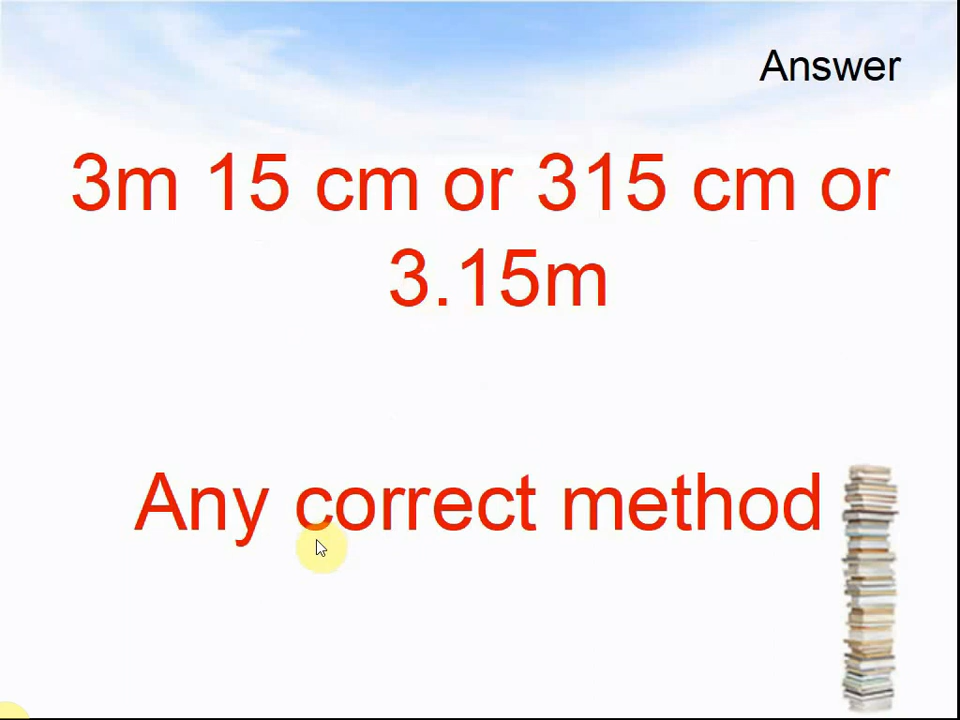 Answer
3m 15 cm or 315 cm or
3.15m
Any correct method